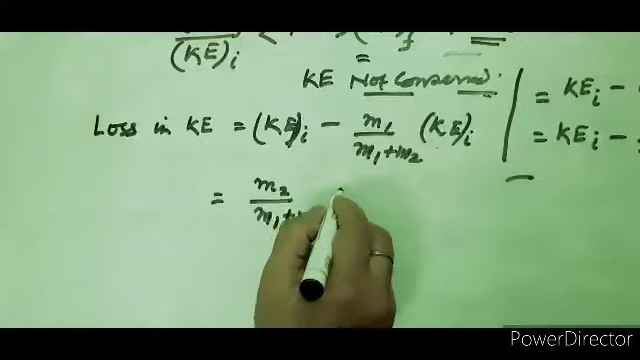 (KE)i
KE Not Conserved.
= KEi -
Loss in KE = (KE)i - m1/m1+m2 (KE)i
= KEi -
= m2/m1+
PowerDirector